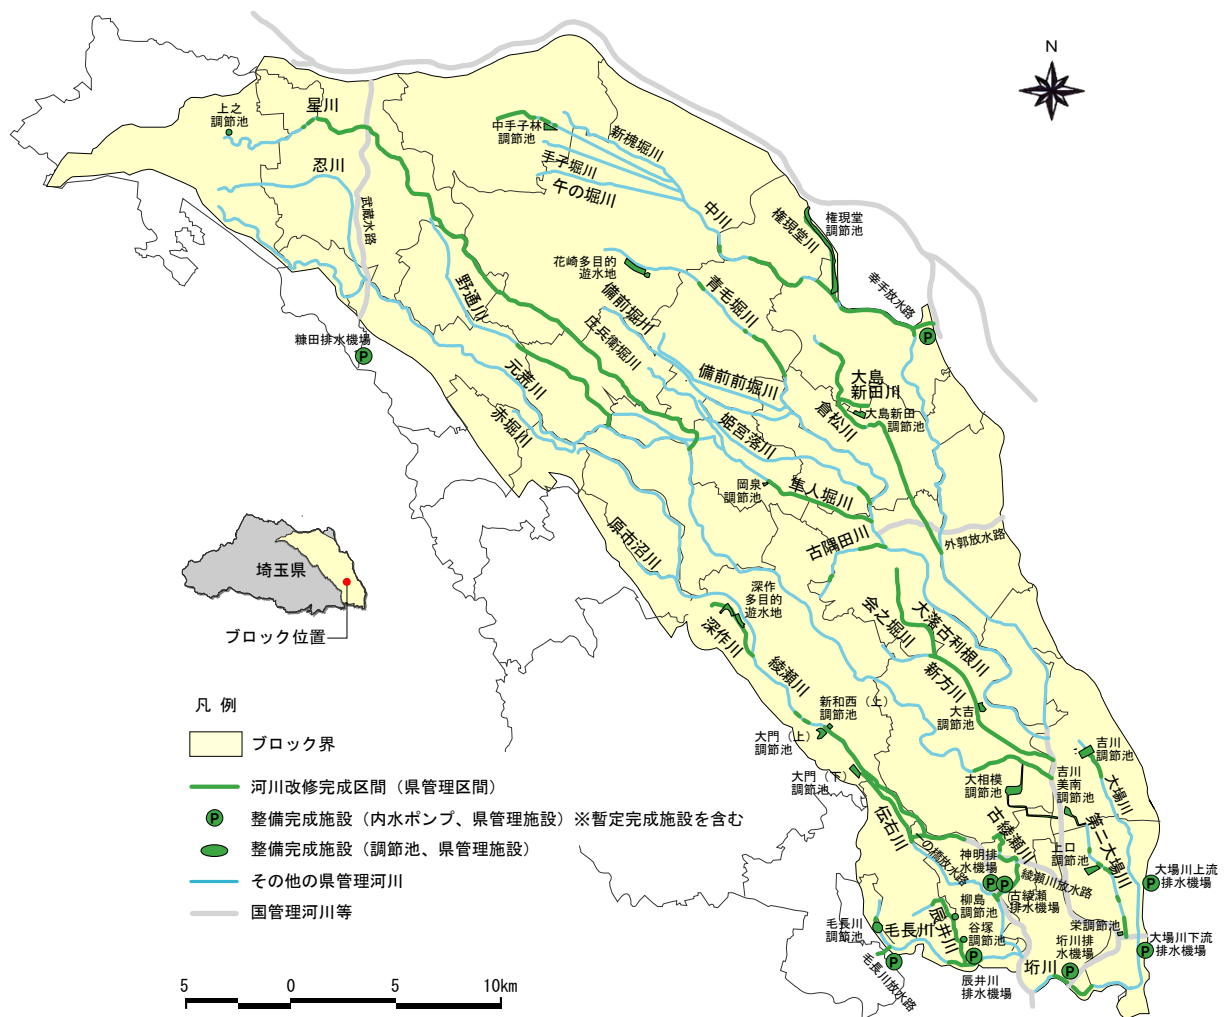 N
上之
調節池
星川
忍川
武蔵水路
中手子林
調節池
新槐堀川
手子堀川
午の堀川
中川
権現堂川
権現堂
調節池
幸手放水路
花崎多目的
遊水地
野通川
備前堀川
庄兵衛堀川
青毛堀川
糠田排水機場
P
P
元荒川
赤堀川
備前前堀川
大島
新田川
大島新田
調節池
倉松川
姫宮落川
岡泉
調節池
隼人堀川
古隅田川
外郭放水路
原市沼川
埼玉県
ブロック位置
深作
多目的
遊水地
深作川
綾瀬川
会之堀川
大落古利根川
新方川
大吉
調節池
新和西（上）
調節池
大門（上）
調節池
大門（下）
調節池
大相模
調節池
吉川
美南
調節池
吉川
調節池
大場川
第二大場川
伝右川
一の橋放水路
古綾瀬川
神明排
水機場
P
P
古綾瀬
排水機場
綾瀬川放水路
上口
調節池
大場川上流
排水機場
P
柳島
調節池
谷塚
調節池
辰井川
毛長川
調節池
毛長川
毛長川放水路
P
P
辰井川
排水機場
垳川
垳川排
水機場
P
栄調節池
大場川下流
排水機場
P
凡 例
ブロック界
河川改修完成区間（県管理区間）
P
整備完成施設（内水ポンプ、県管理施設）※暫定完成施設を含む
整備完成施設（調節池、県管理施設）
その他の県管理河川
国管理河川等
5 0 5 10km